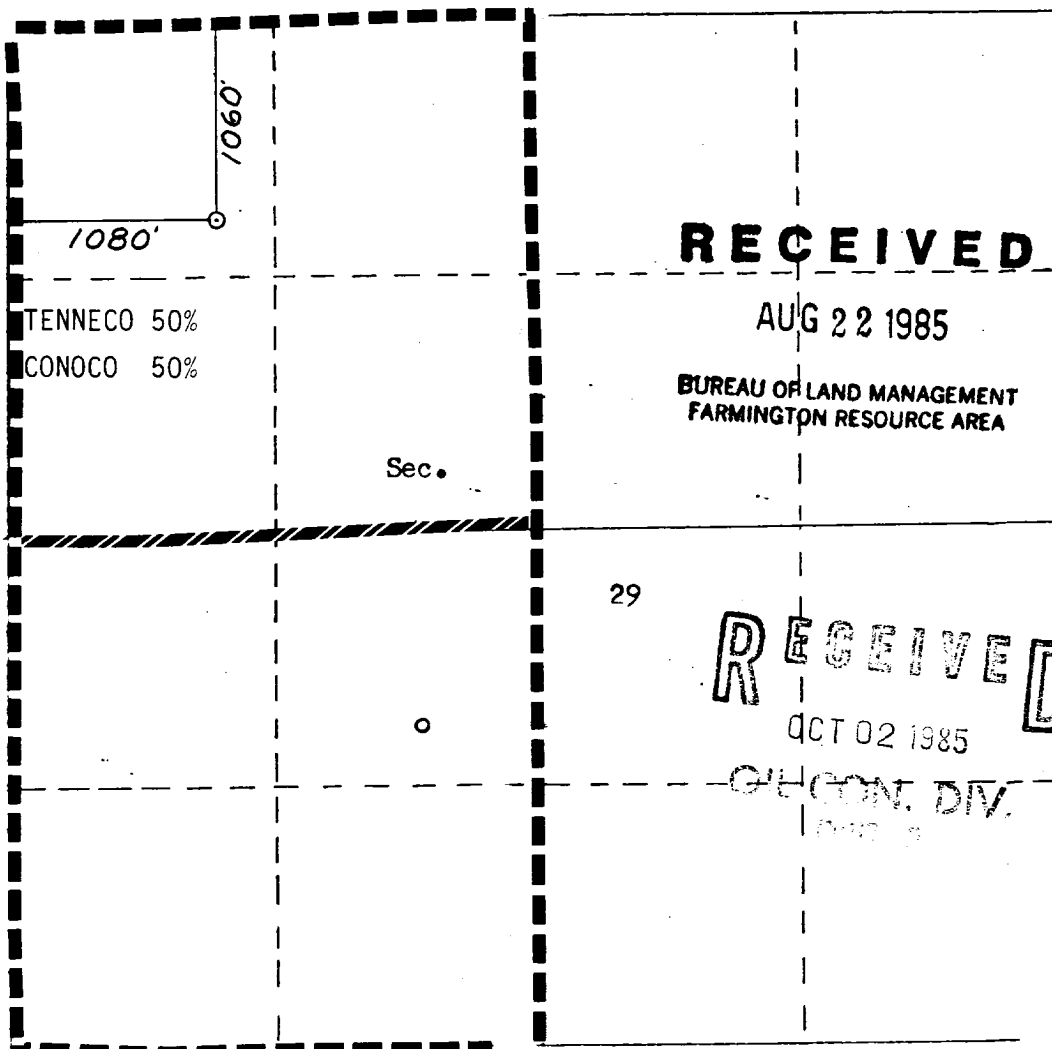 1060'
1080'
RECEIVED
TENNECO 50%
CONOCO 50%
AUG 22 1985
BUREAU OF LAND MANAGEMENT
FARMINGTON RESOURCE AREA
Sec.
29
RECEIVED
OCT 02 1985
OIL CON. DIV.